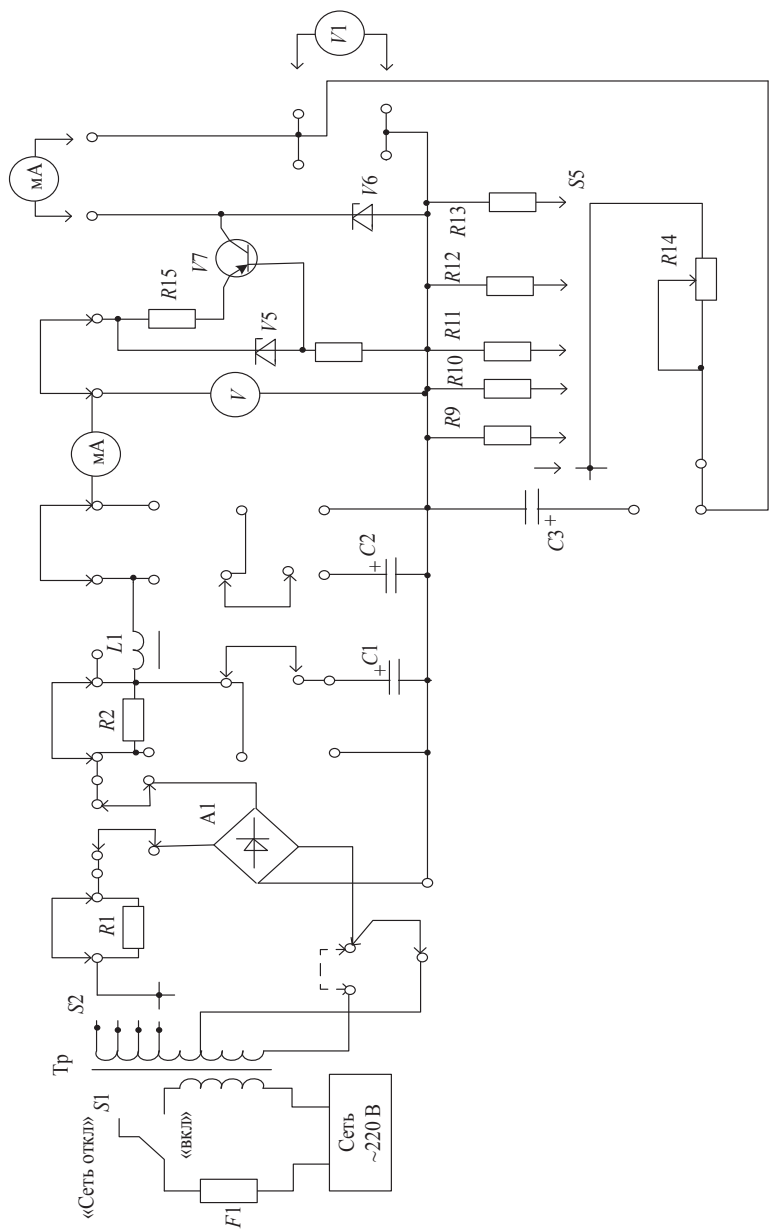 «Сеть откл»
S1
«вкл»
F1
Сеть
~220 В
Тр
S2
R1
A1
R2
L1
+
C1
+
C2
мА
V
V5
R15
V7
V6
мА
V1
R9
R10
R11
R12
R13
S5
C3
+
R14